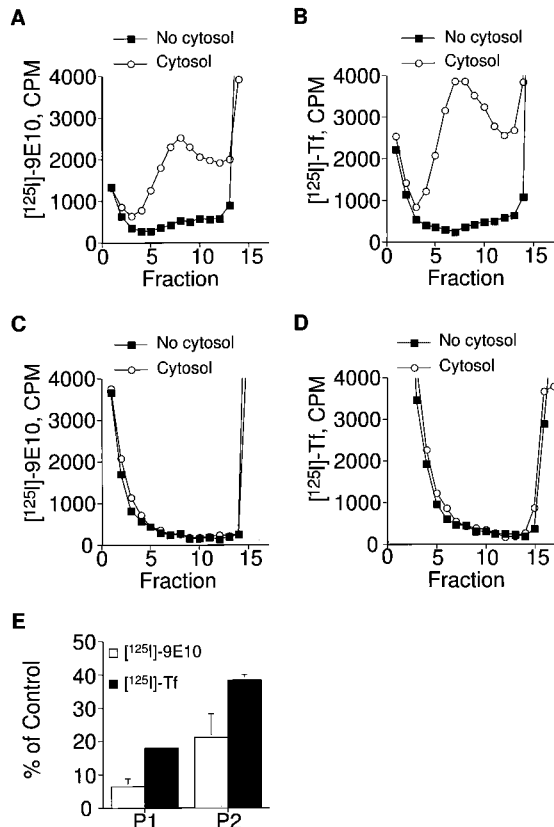 A
No cytosol
Cytosol
[125I]-9E10, CPM
4000
3000
2000
1000
0
0 5 10 15
Fraction
B
No cytosol
Cytosol
[125I]-Tf, CPM
4000
3000
2000
1000
0
0 5 10 15
Fraction
C
No cytosol
Cytosol
[125I]-9E10, CPM
4000
3000
2000
1000
0
0 5 10 15
Fraction
D
No cytosol
Cytosol
[125I]-Tf, CPM
4000
3000
2000
1000
0
0 5 10 15
Fraction
E
[125I]-9E10
[125I]-Tf
% of Control
50
40
30
20
10
0
P1 P2